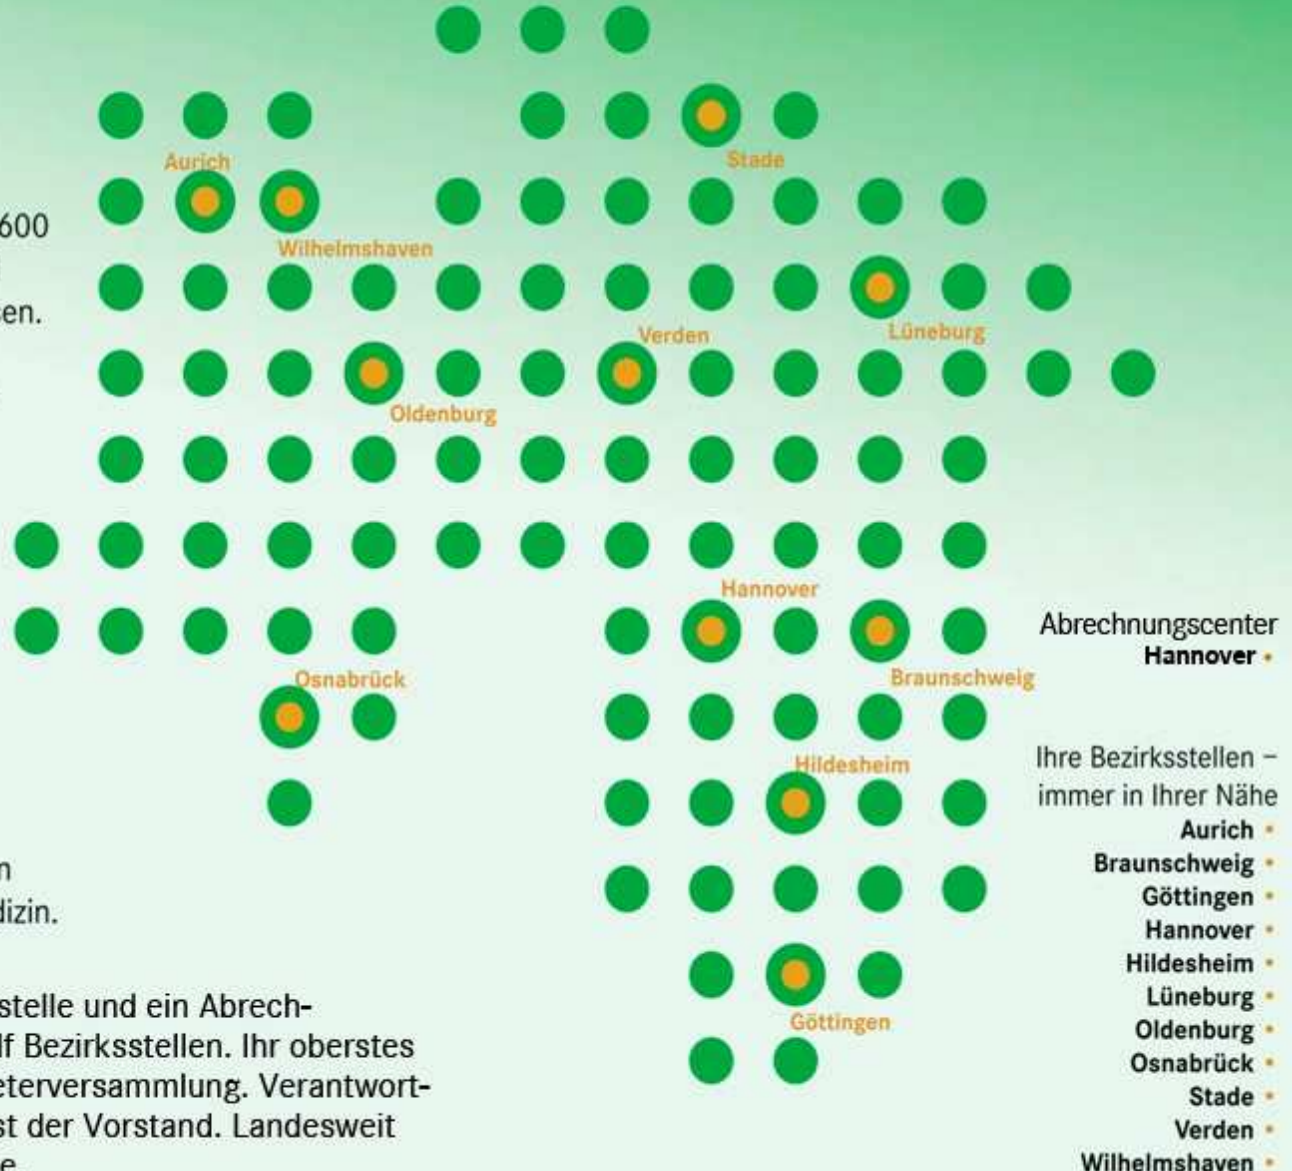 Aurich
Stade
600
Wilhelmshaven
sen.
Verden
Lüneburg
Oldenburg
Hannover
Abrechnungscenter
Hannover •
Osnabrück
Braunschweig
Hildesheim
Ihre Bezirksstellen –
immer in Ihrer Nähe
Aurich •
Braunschweig •
Göttingen •
Hannover •
Hildesheim •
Lüneburg •
Oldenburg •
Osnabrück •
Stade •
Verden •
Wilhelmshaven •
Göttingen
n
dizin.
stelle und ein Abrech-
lf Bezirksstellen. Ihr oberstes
eterversammlung. Verantwort-
st der Vorstand. Landesweit
e